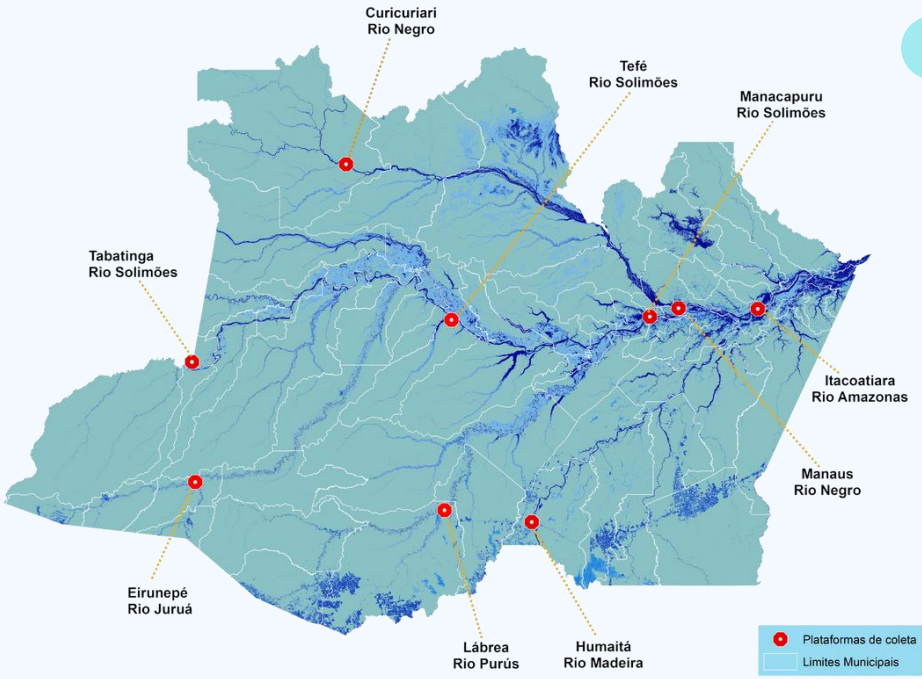 Curicuriari
Rio Negro
Tefé
Rio Solimões
Manacapuru
Rio Solimões
Tabatinga
Rio Solimões
Itacoatiara
Rio Amazonas
Manaus
Rio Negro
Eirunepé
Rio Juruá
Lábrea
Rio Purús
Humaitá
Rio Madeira
Plataformas de coleta
Limites Municipais